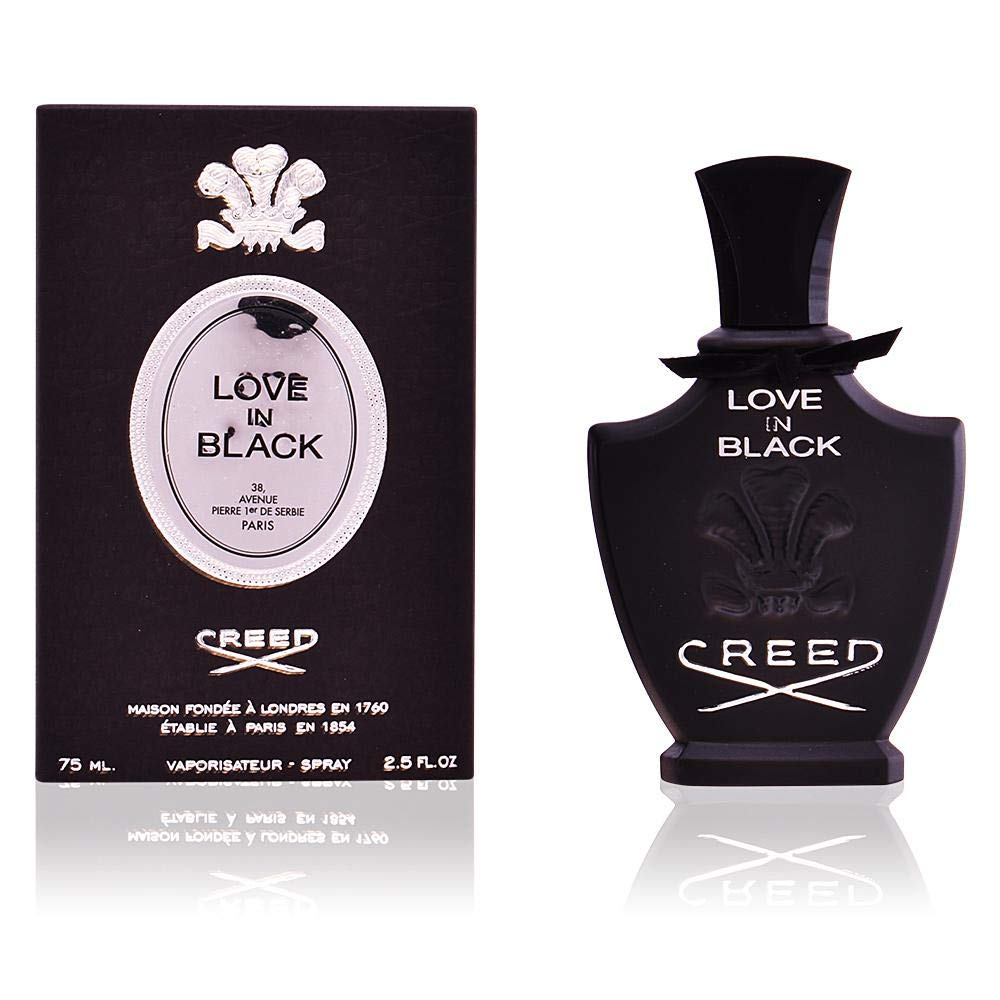 LOVE
IN
BLACK
38,
AVENUE
PIERRE 1er DE SERBIE
PARIS
CREED
MAISON FONDÉE À LONDRES EN 1760
ÉTABLIE À PARIS EN 1854
75 ML. VAPORISATEUR - SPRAY 2.5 FL.OZ
LOVE
IN
BLACK
CREED